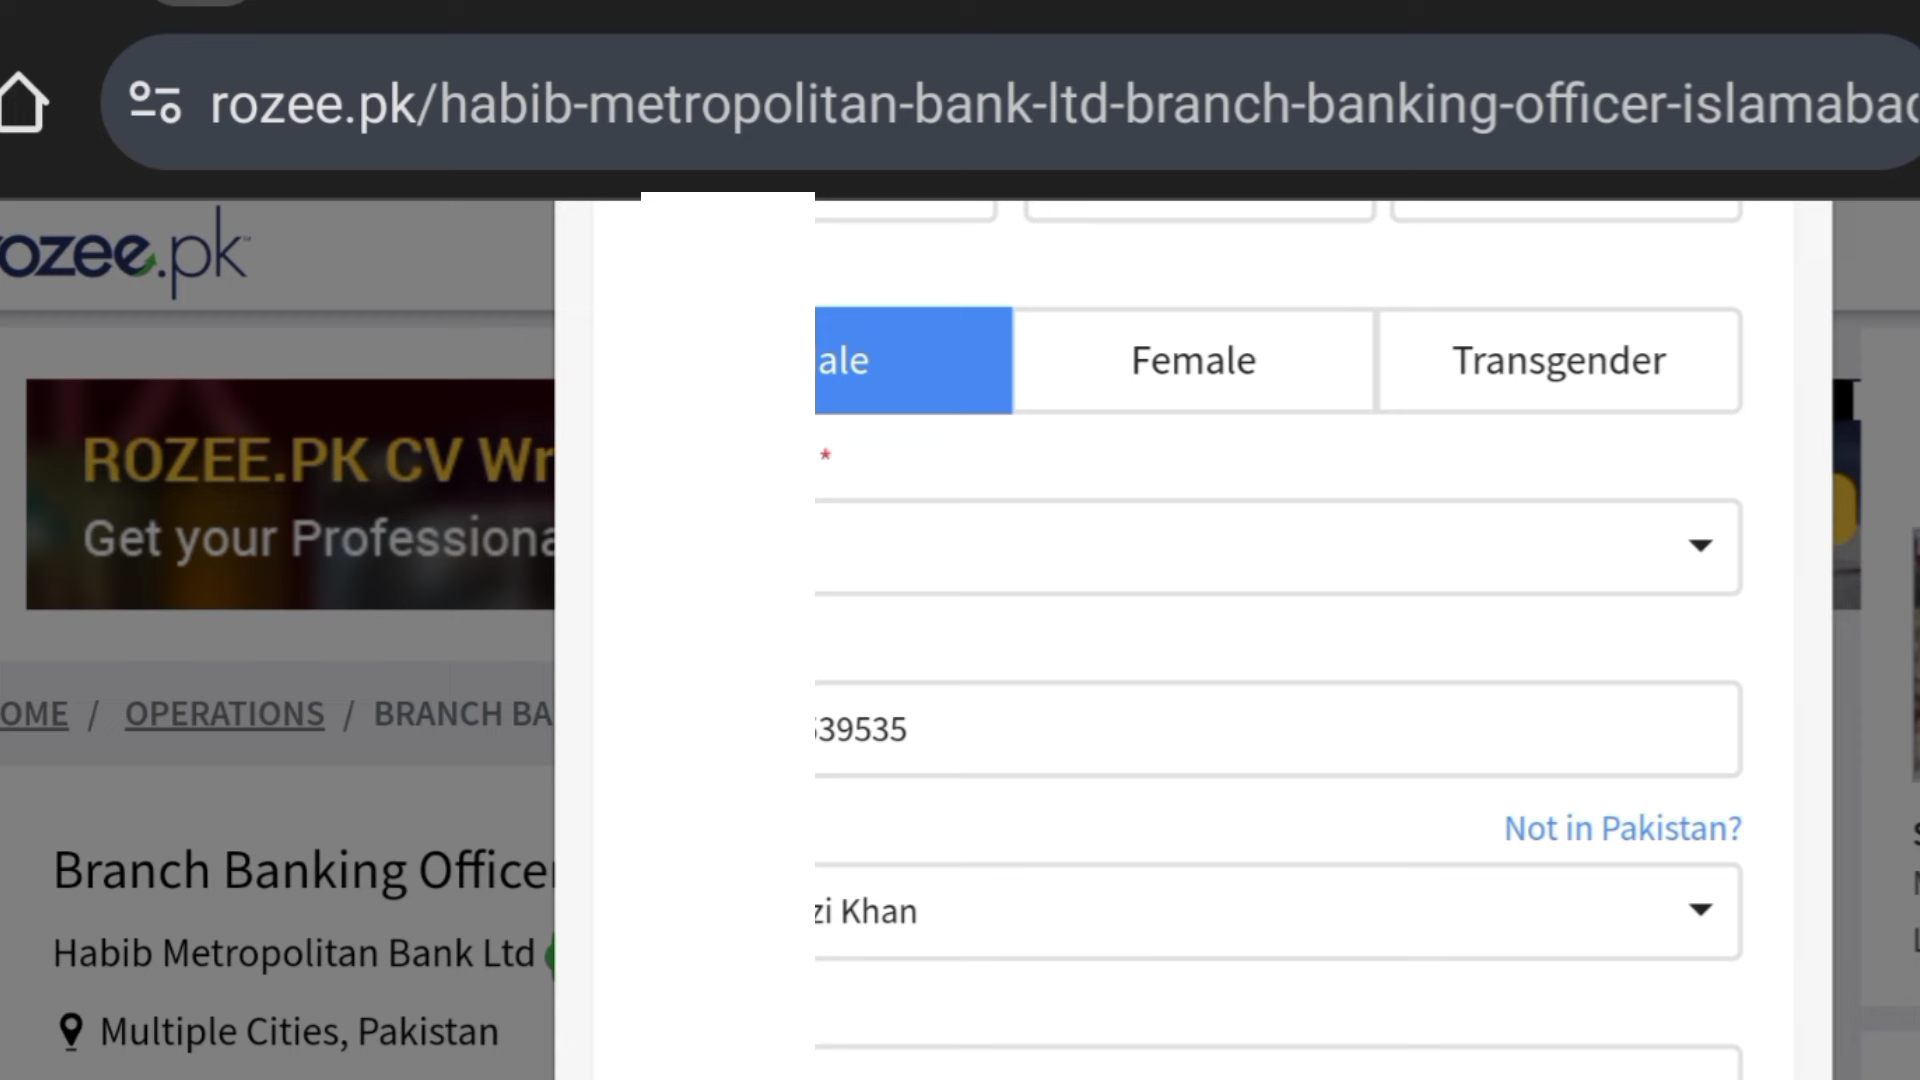 rozee.pk/habib-metropolitan-bank-ltd-branch-banking-officer-islamabad
ozee.pk
ROZEE.PK CV Wr
Get your Professiona
OME / OPERATIONS / BRANCH BA
Branch Banking Officer
Habib Metropolitan Bank Ltd
Multiple Cities, Pakistan
ale
Female
Transgender
*
39535
Not in Pakistan?
zi Khan